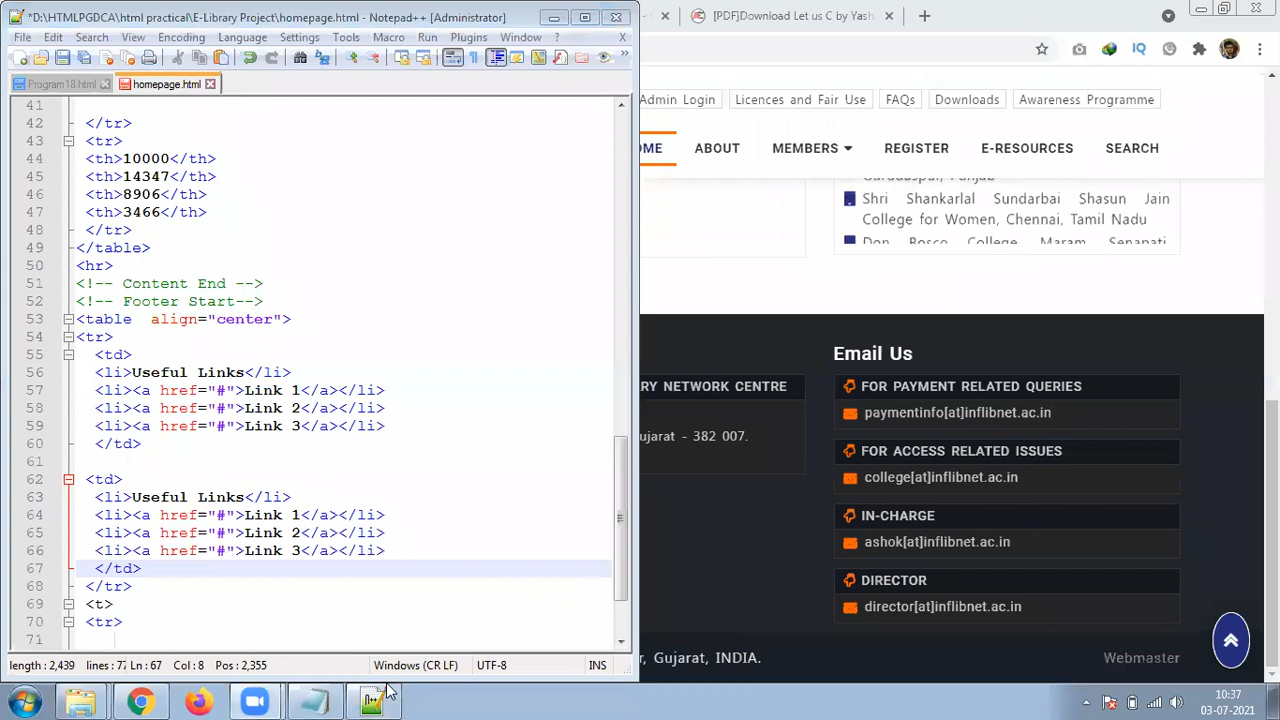 *D:\HTMLPGDCA\html practical\E-Library Project\homepage.html - Notepad++ [Administrator]
File Edit Search View Encoding Language Settings Tools Macro Run Plugins Window ? X
Program18.html homepage.html
41
42 </tr>
43 <tr>
44 <th>10000</th>
45 <th>14347</th>
46 <th>8906</th>
47 <th>3466</th>
48 </tr>
49 </table>
50 <hr>
51 <!-- Content End -->
52 <!-- Footer Start-->
53 <table align="center">
54 <tr>
55 <td>
56 <li>Useful Links</li>
57 <li><a href="#">Link 1</a></li>
58 <li><a href="#">Link 2</a></li>
59 <li><a href="#">Link 3</a></li>
60 </td>
61
62 <td>
63 <li>Useful Links</li>
64 <li><a href="#">Link 1</a></li>
65 <li><a href="#">Link 2</a></li>
66 <li><a href="#">Link 3</a></li>
67 </td>
68 </tr>
69 <t>
70 <tr>
71
length : 2,439 lines : 7 Ln : 67 Col : 8 Pos : 2,355 Windows (CR LF) UTF-8 INS
[PDF]Download Let us C by Yash
IQ
Admin Login Licences and Fair Use FAQs Downloads Awareness Programme
OME ABOUT MEMBERS REGISTER E-RESOURCES SEARCH
Gurdaspur, Punjab
Shri Shankarlal Sundarbai Shasun Jain
College for Women, Chennai, Tamil Nadu
Don Bosco College, Maram, Senapati,
Email Us
RY NETWORK CENTRE
ujarat - 382 007.
FOR PAYMENT RELATED QUERIES
paymentinfo[at]inflibnet.ac.in
FOR ACCESS RELATED ISSUES
college[at]inflibnet.ac.in
IN-CHARGE
ashok[at]inflibnet.ac.in
DIRECTOR
director[at]inflibnet.ac.in
, Gujarat, INDIA. Webmaster
10:37
03-07-2021